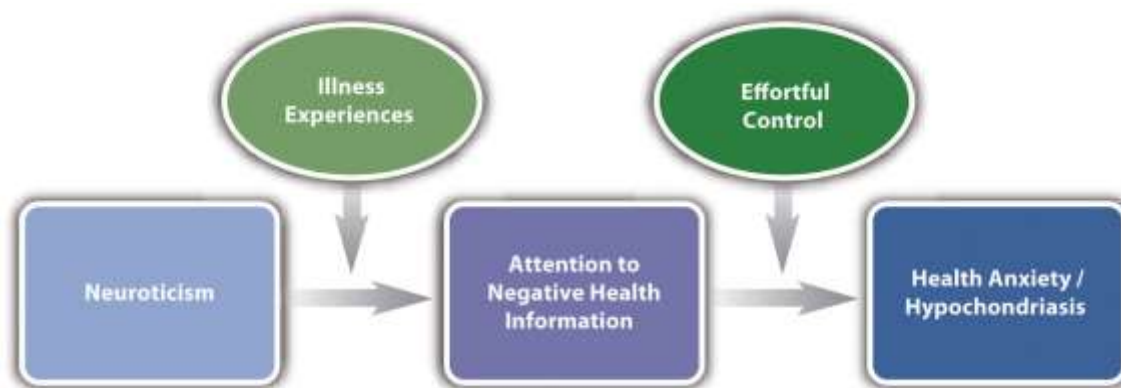 Illness
Experiences
Effortful
Control
Neuroticism
Attention to
Negative Health
Information
Health Anxiety /
Hypochondriasis